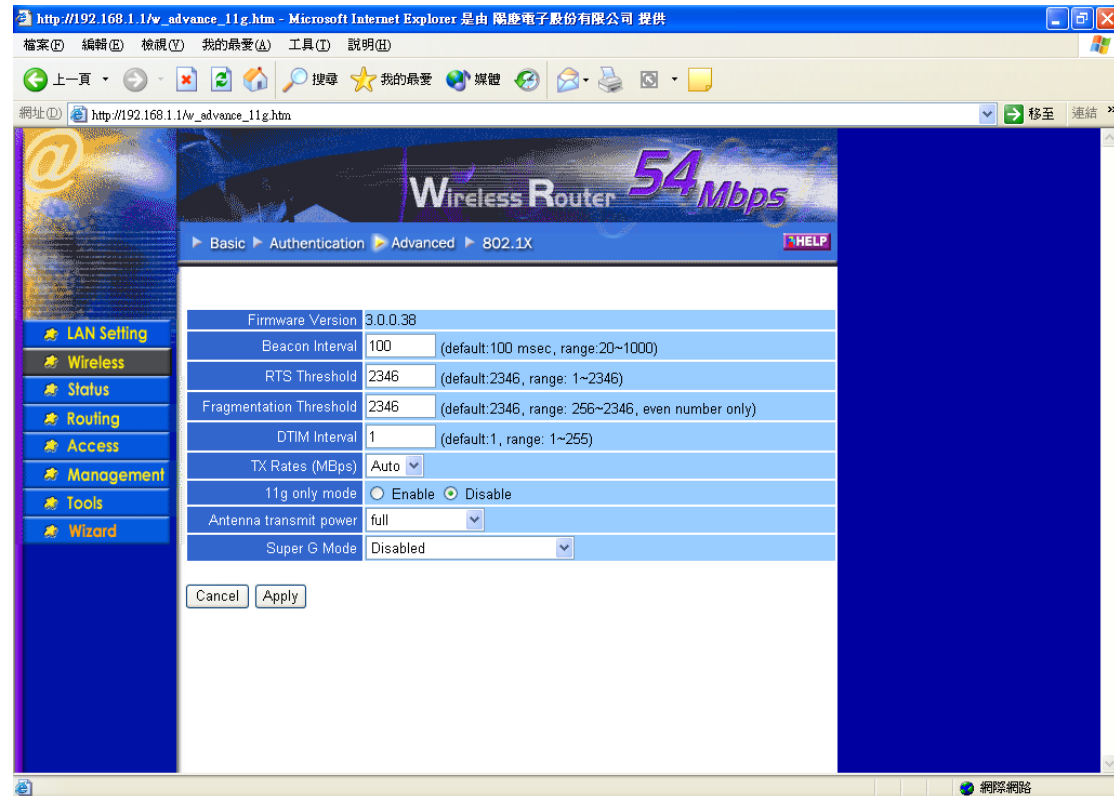 http://192.168.1.1/w_advance_11g.htm - Microsoft Internet Explorer 是由 陽慶電子股份有限公司 提供
檔案(F) 編輯(E) 檢視(V) 我的最愛(A) 工具(T) 說明(H)
上一頁 搜尋 我的最愛 媒體
網址(D) http://192.168.1.1/w_advance_11g.htm 移至 連結 »
@
Wireless Router 54 Mbps
Basic Authentication Advanced 802.1X HELP
LAN Setting
Wireless
Status
Routing
Access
Management
Tools
Wizard
Firmware Version 3.0.0.38
Beacon Interval 100 (default:100 msec, range:20~1000)
RTS Threshold 2346 (default:2346, range: 1~2346)
Fragmentation Threshold 2346 (default:2346, range: 256~2346, even number only)
DTIM Interval 1 (default:1, range: 1~255)
TX Rates (MBps) Auto
11g only mode Enable Disable
Antenna transmit power full
Super G Mode Disabled
Cancel Apply
網際網路